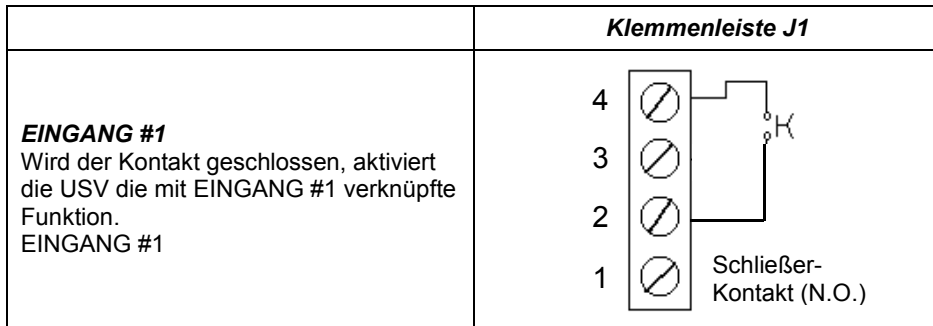 Klemmenleiste J1
EINGANG #1
Wird der Kontakt geschlossen, aktiviert
die USV die mit EINGANG #1 verknüpfte
Funktion.
EINGANG #1
4
3
2
1
Schließer-
Kontakt (N.O.)